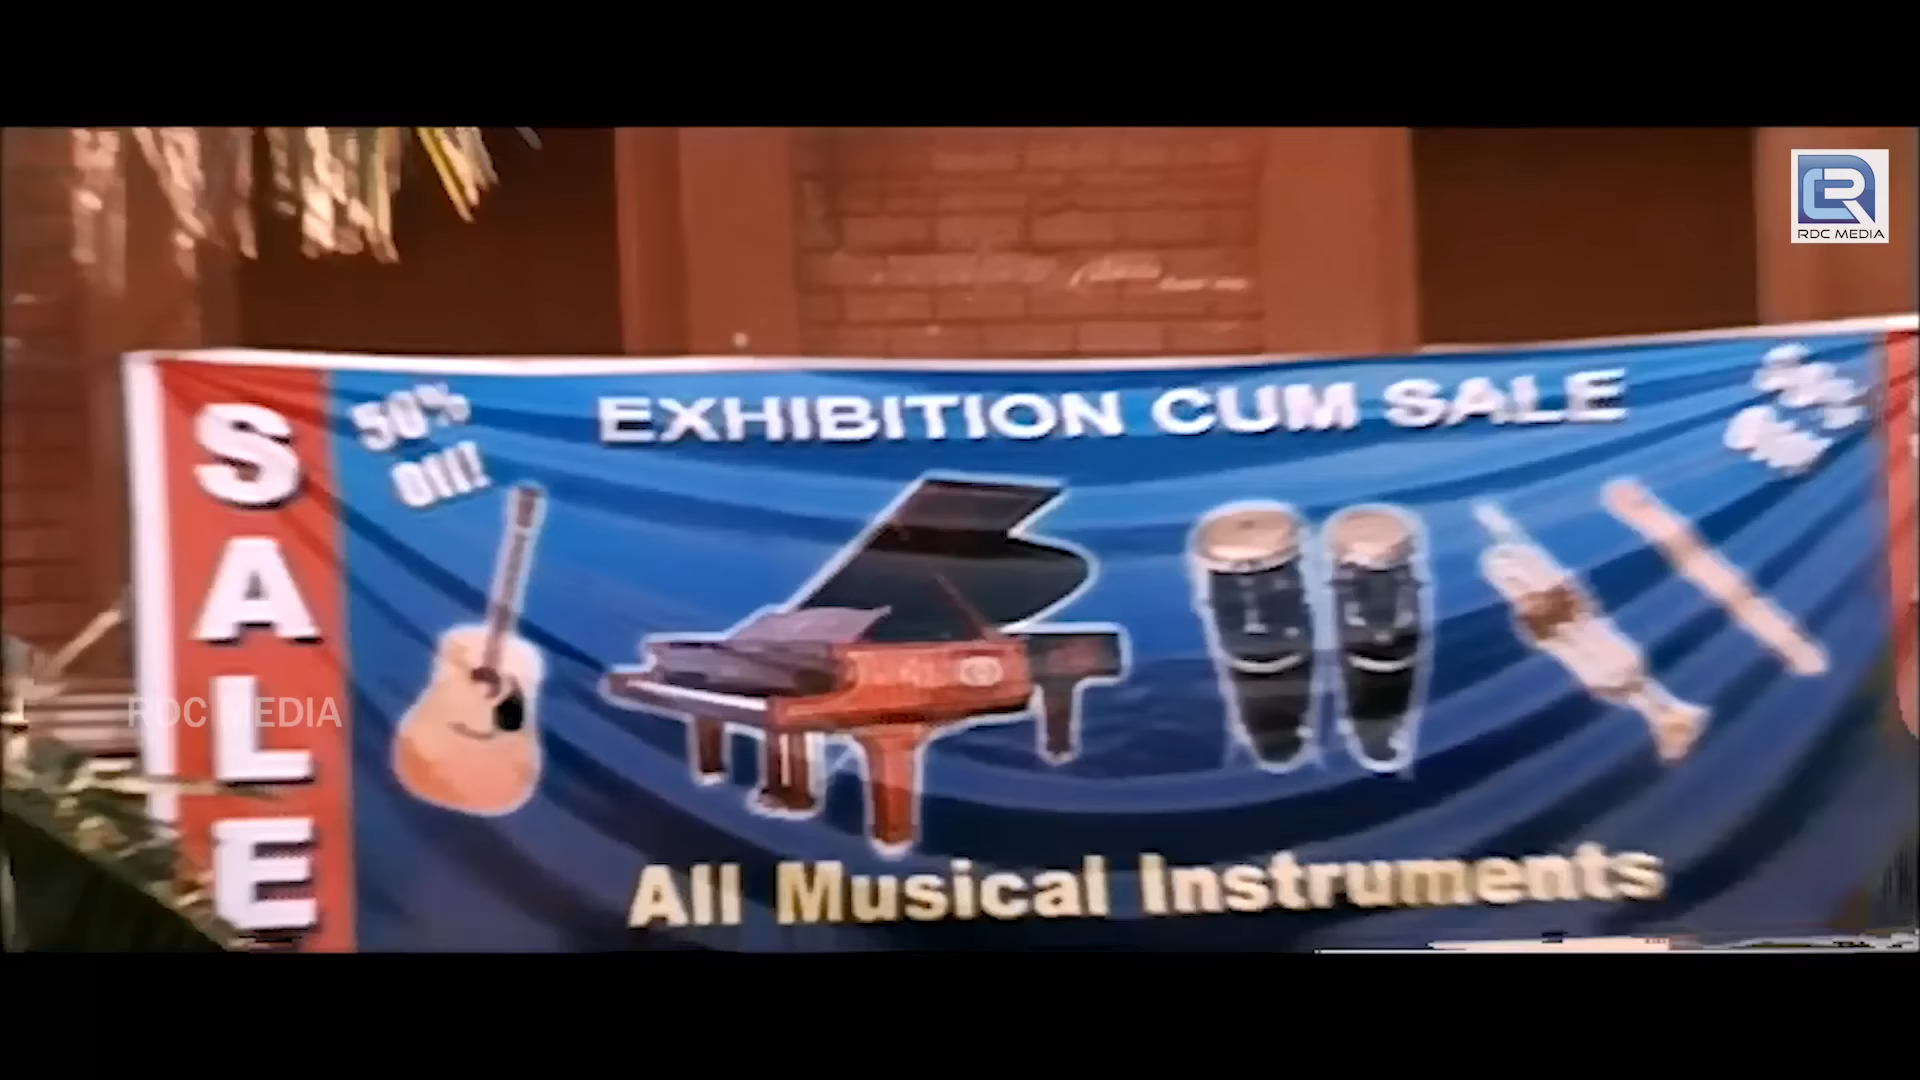 RDC MEDIA
SALE
50%
Off!
EXHIBITION CUM SALE
All Musical Instruments
RDC MEDIA